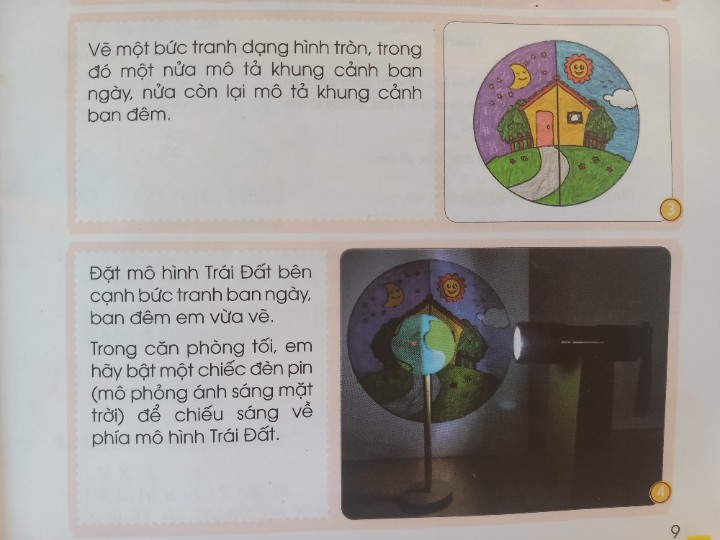 Vẽ một bức tranh dạng hình tròn, trong
đó một nửa mô tả khung cảnh ban
ngày, nửa còn lại mô tả khung cảnh
ban đêm.
3
Đặt mô hình Trái Đất bên
cạnh bức tranh ban ngày,
ban đêm em vừa vẽ.
Trong căn phòng tối, em
hãy bật một chiếc đèn pin
(mô phỏng ánh sáng mặt
trời) để chiếu sáng về
phía mô hình Trái Đất.
4
9